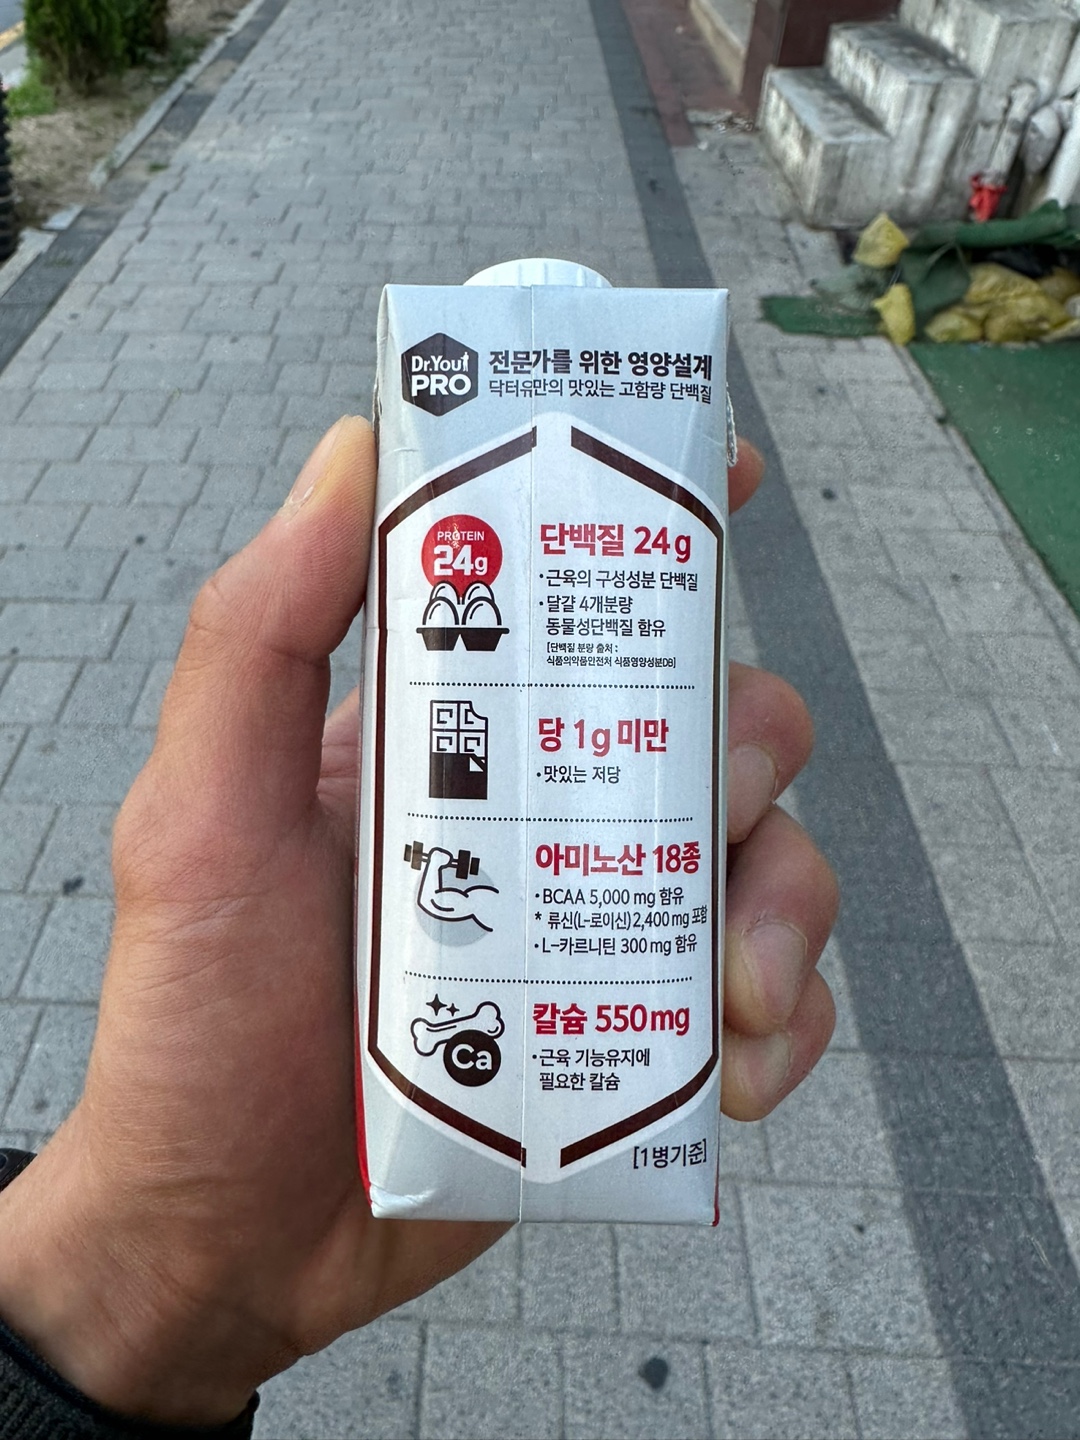 Dr.You
PRO
전문가를 위한 영양설계
닥터유만의 맛있는 고함량 단백질
PROTEIN
24g
단백질 24g
•근육의 구성성분 단백질
•달걀 4개분량
동물성단백질 함유
[단백질 분량 출처 :
식품의약품안전처 식품영양성분DB]
당 1g 미만
•맛있는 저당
아미노산 18종
•BCAA 5,000 mg 함유
* 류신(L-로이신)2,400 mg 포함
•L-카르니틴 300 mg 함유
Ca
칼슘 550mg
•근육 기능유지에
필요한 칼슘
[1병기준]